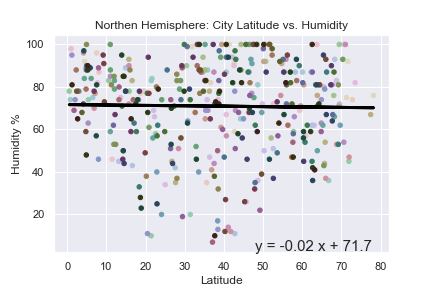 Northen Hemisphere: City Latitude vs. Humidity
100
80
60
40
20
Humidity %
y = -0.02 x + 71.7
0 10 20 30 40 50 60 70 80
Latitude